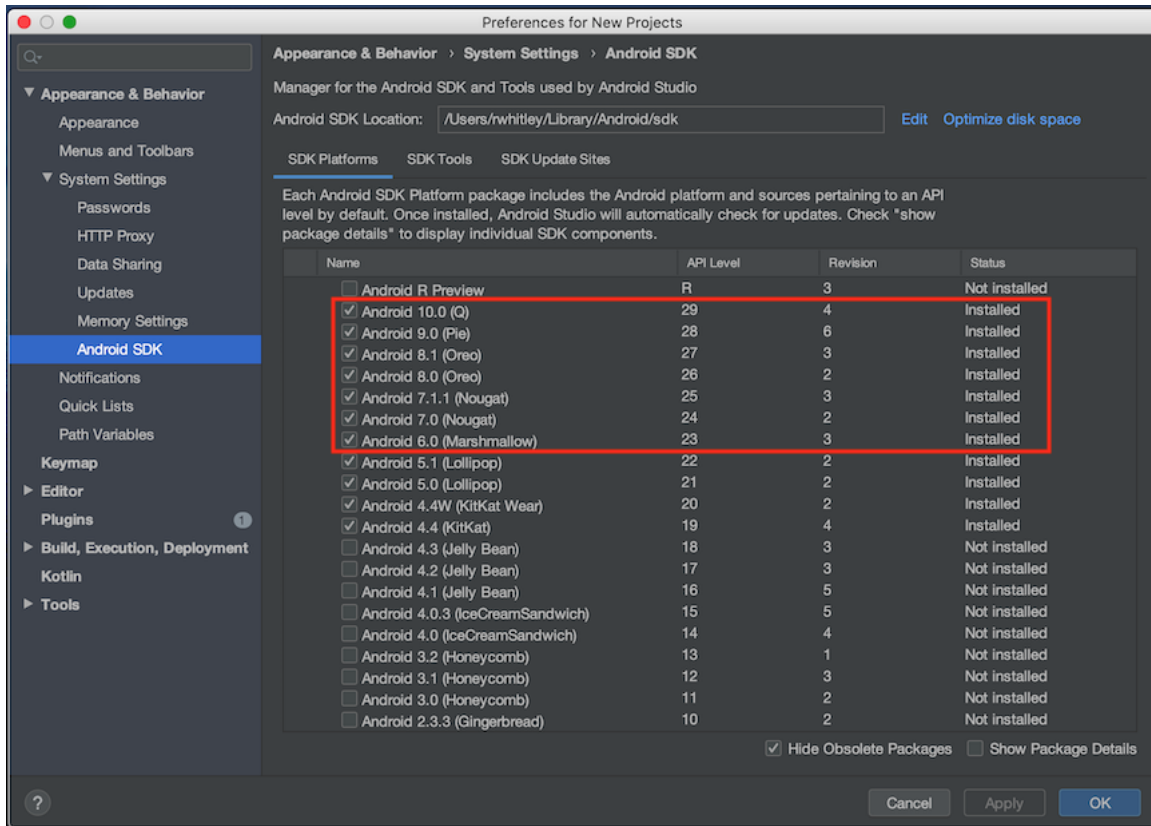 Preferences for New Projects
Appearance & Behavior
Appearance
Menus and Toolbars
System Settings
Passwords
HTTP Proxy
Data Sharing
Updates
Memory Settings
Android SDK
Notifications
Quick Lists
Path Variables
Keymap
Editor
Plugins 1
Build, Execution, Deployment
Kotlin
Tools
Appearance & Behavior › System Settings › Android SDK
Manager for the Android SDK and Tools used by Android Studio
Android SDK Location: /Users/rwhitley/Library/Android/sdk Edit Optimize disk space
SDK Platforms SDK Tools SDK Update Sites
Each Android SDK Platform package includes the Android platform and sources pertaining to an API
level by default. Once installed, Android Studio will automatically check for updates. Check "show
package details" to display individual SDK components.
Name API Level Revision Status
Android R Preview R 3 Not installed
Android 10.0 (Q) 29 4 Installed
Android 9.0 (Pie) 28 6 Installed
Android 8.1 (Oreo) 27 3 Installed
Android 8.0 (Oreo) 26 2 Installed
Android 7.1.1 (Nougat) 25 3 Installed
Android 7.0 (Nougat) 24 2 Installed
Android 6.0 (Marshmallow) 23 3 Installed
Android 5.1 (Lollipop) 22 2 Installed
Android 5.0 (Lollipop) 21 2 Installed
Android 4.4W (KitKat Wear) 20 2 Installed
Android 4.4 (KitKat) 19 4 Installed
Android 4.3 (Jelly Bean) 18 3 Not installed
Android 4.2 (Jelly Bean) 17 3 Not installed
Android 4.1 (Jelly Bean) 16 5 Not installed
Android 4.0.3 (IceCreamSandwich) 15 5 Not installed
Android 4.0 (IceCreamSandwich) 14 4 Not installed
Android 3.2 (Honeycomb) 13 1 Not installed
Android 3.1 (Honeycomb) 12 3 Not installed
Android 3.0 (Honeycomb) 11 2 Not installed
Android 2.3.3 (Gingerbread) 10 2 Not installed
Hide Obsolete Packages Show Package Details
? Cancel Apply OK